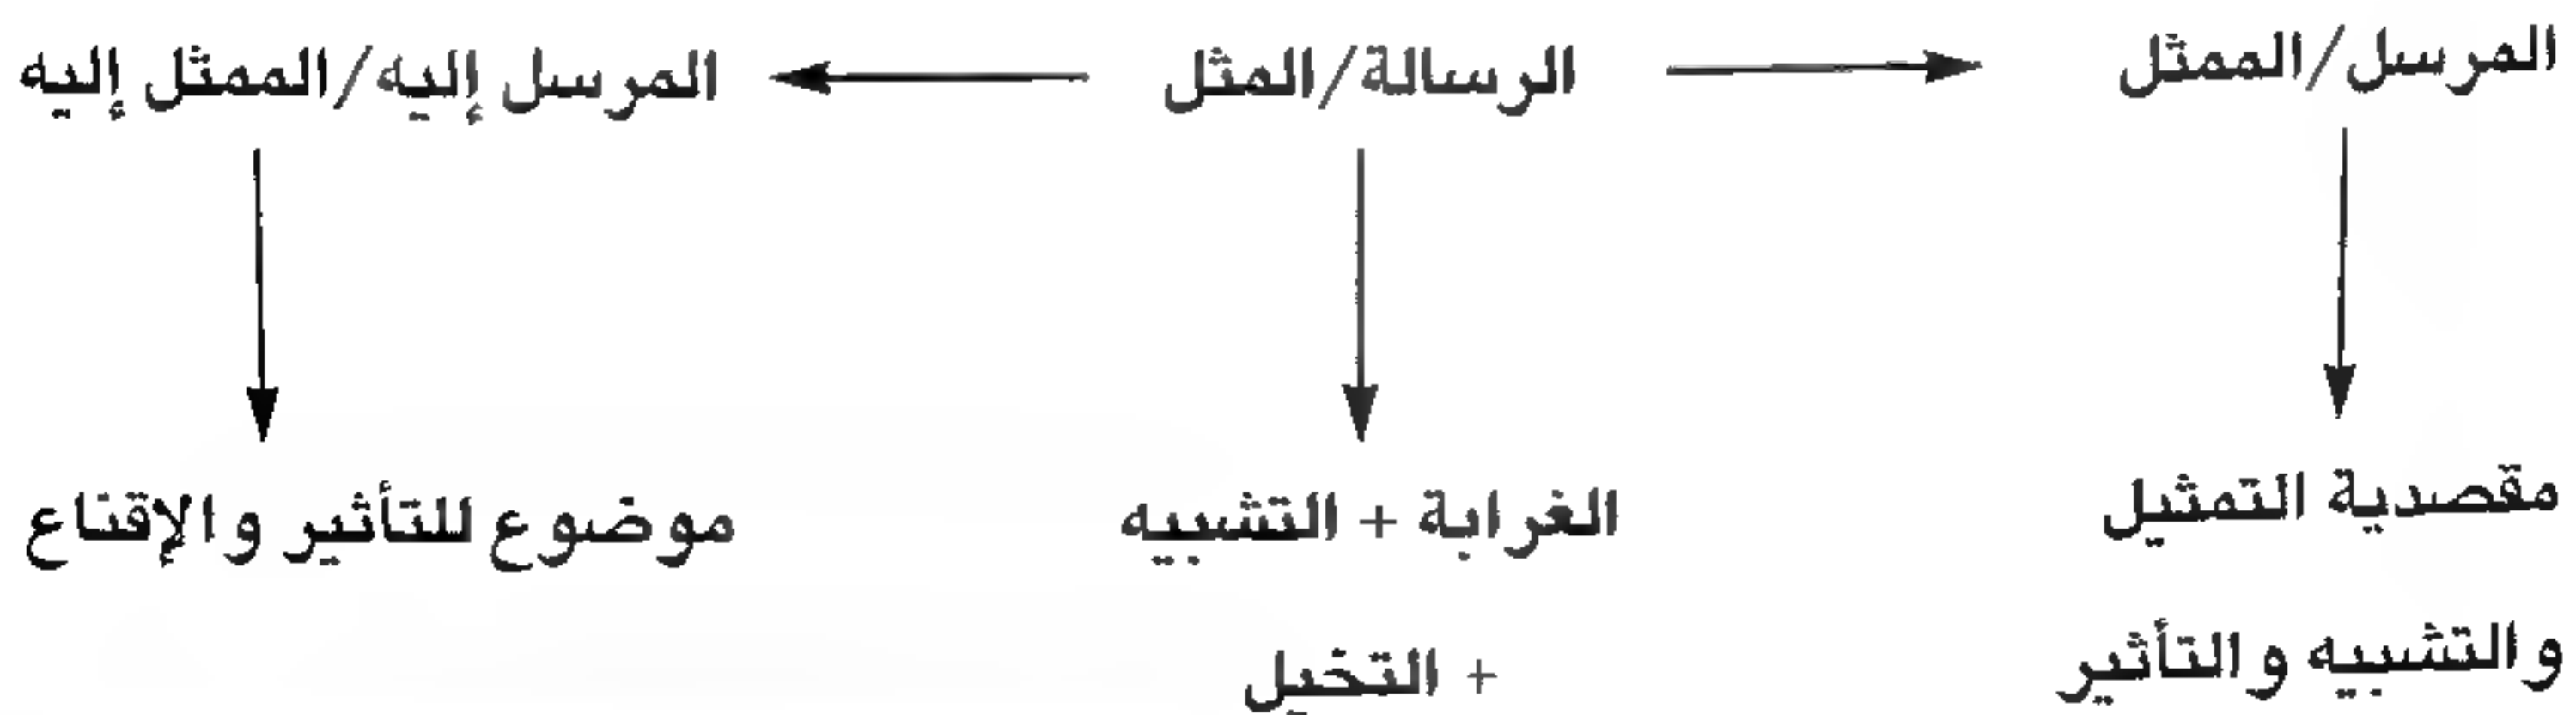 المرسل/الممثل
الرسالة/المثل
المرسل إليه/الممثل إليه
مقصدية التمثيل
والتشبيه والتأثير
الغرابة + التشبيه
+ التخيل
موضوع للتأثير والإقناع